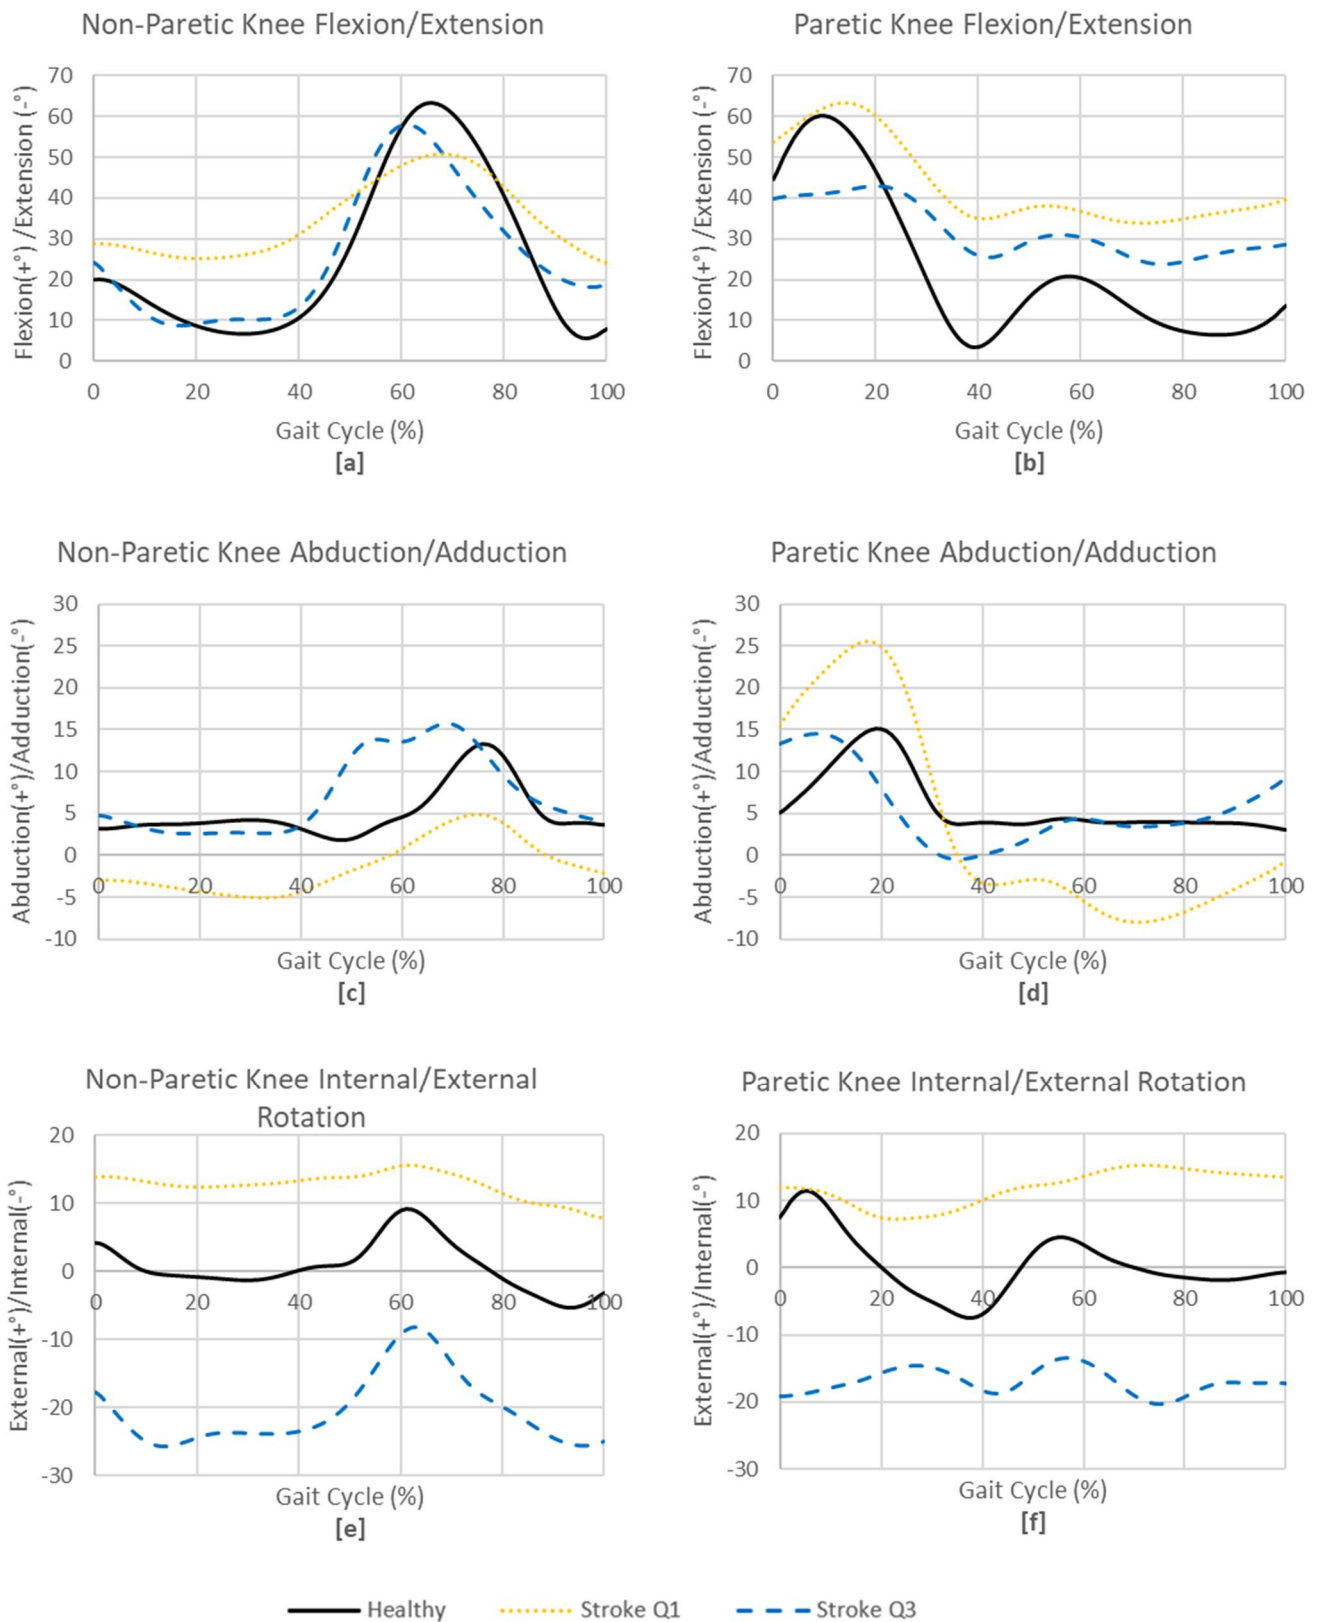 Non-Paretic Knee Flexion/Extension
Flexion(+°) /Extension (-°)
70
60
50
40
30
20
10
0
0 20 40 60 80 100
Gait Cycle (%)
[a]
Paretic Knee Flexion/Extension
Flexion(+°) /Extension(-°)
70
60
50
40
30
20
10
0
0 20 40 60 80 100
Gait Cycle (%)
[b]
Non-Paretic Knee Abduction/Adduction
Abduction(+°)/Adduction(-°)
30
25
20
15
10
5
0
-5
-10
0 20 40 60 80 100
Gait Cycle (%)
[c]
Paretic Knee Abduction/Adduction
Abduction(+°)/Adduction(-°)
30
25
20
15
10
5
0
-5
-10
0 20 40 60 80 100
Gait Cycle (%)
[d]
Non-Paretic Knee Internal/External
Rotation
External(+°)/Internal(-°)
20
10
0
-10
-20
-30
0 20 40 60 80 100
Gait Cycle (%)
[e]
Paretic Knee Internal/External Rotation
External(+°)/Internal(-°)
20
10
0
-10
-20
-30
0 20 40 60 80 100
Gait Cycle (%)
[f]
Healthy Stroke Q1 Stroke Q3